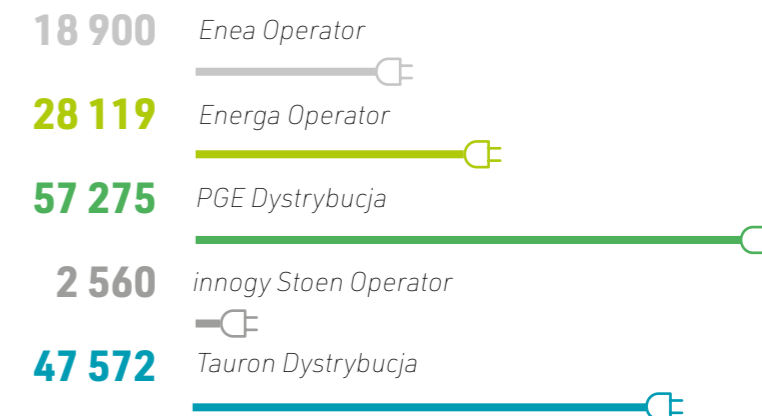 18 900 Enea Operator
28 119 Energa Operator
57 275 PGE Dystrybucja
2 560 innogy Stoen Operator
47 572 Tauron Dystrybucja